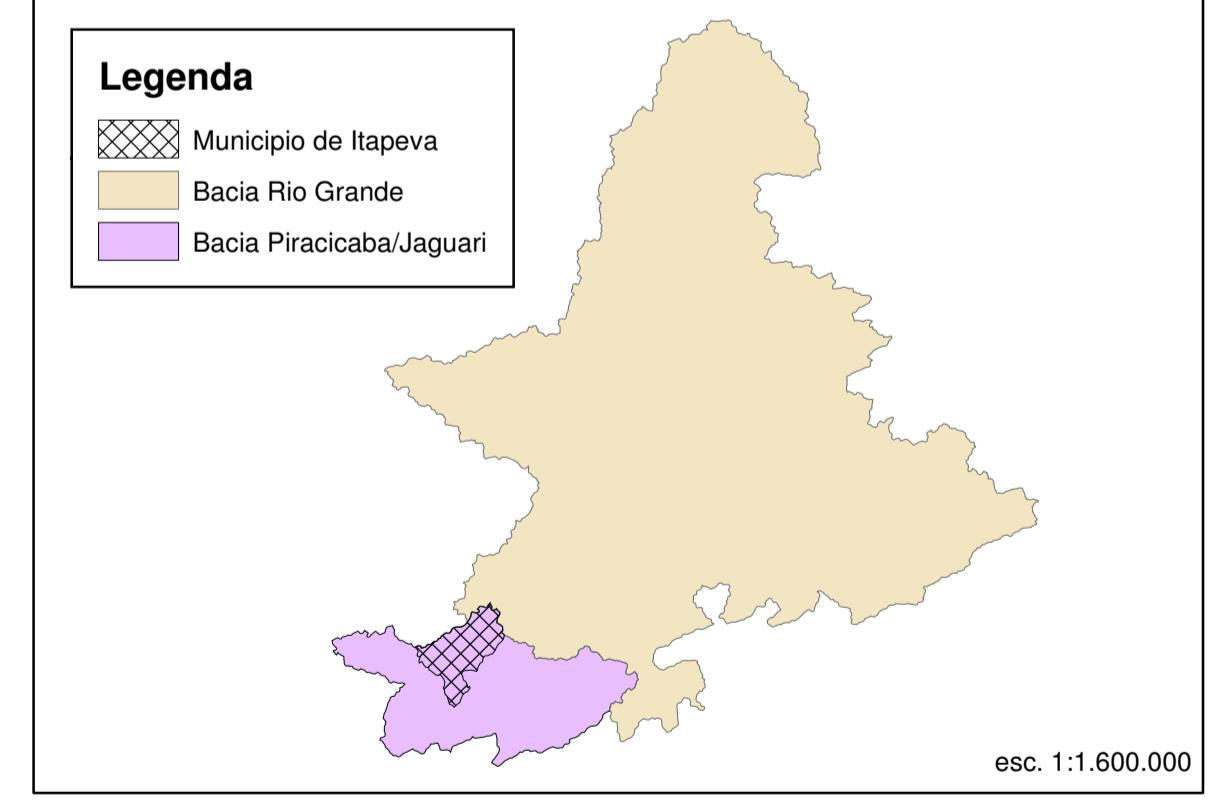 Legenda
Municipio de Itapeva
Bacia Rio Grande
Bacia Piracicaba/Jaguari
esc. 1:1.600.000